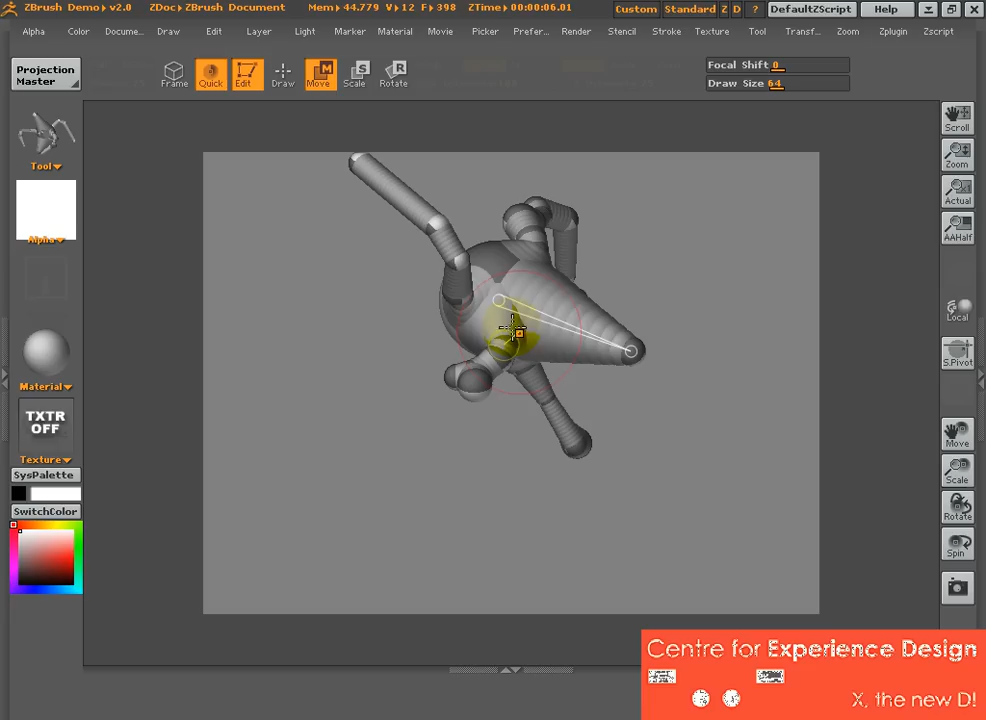 ZBrush Demo▶ v2.0 ZDoc▶ ZBrush Document Mem▶ 44.779 V▶ 12 F▶ 398 ZTime▶ 00:00:06.01 Custom Standard Z D ? DefaultZScript Help
Alpha Color Docume... Draw Edit Layer Light Marker Material Movie Picker Prefer... Render Stencil Stroke Texture Tool Transf... Zoom Zplugin Zscript
Projection
Master
Frame Quick Edit Draw Move Scale Rotate
M S R
Focal Shift 0
Draw Size 64
Tool
Alpha
Material
TXTR
OFF
Texture
SysPalette
SwitchColor
Scroll
Zoom
Actual
AAHalf
Local
S.Pivot
Move
Scale
Rotate
Spin
Centre for Experience Design
X, the new D!